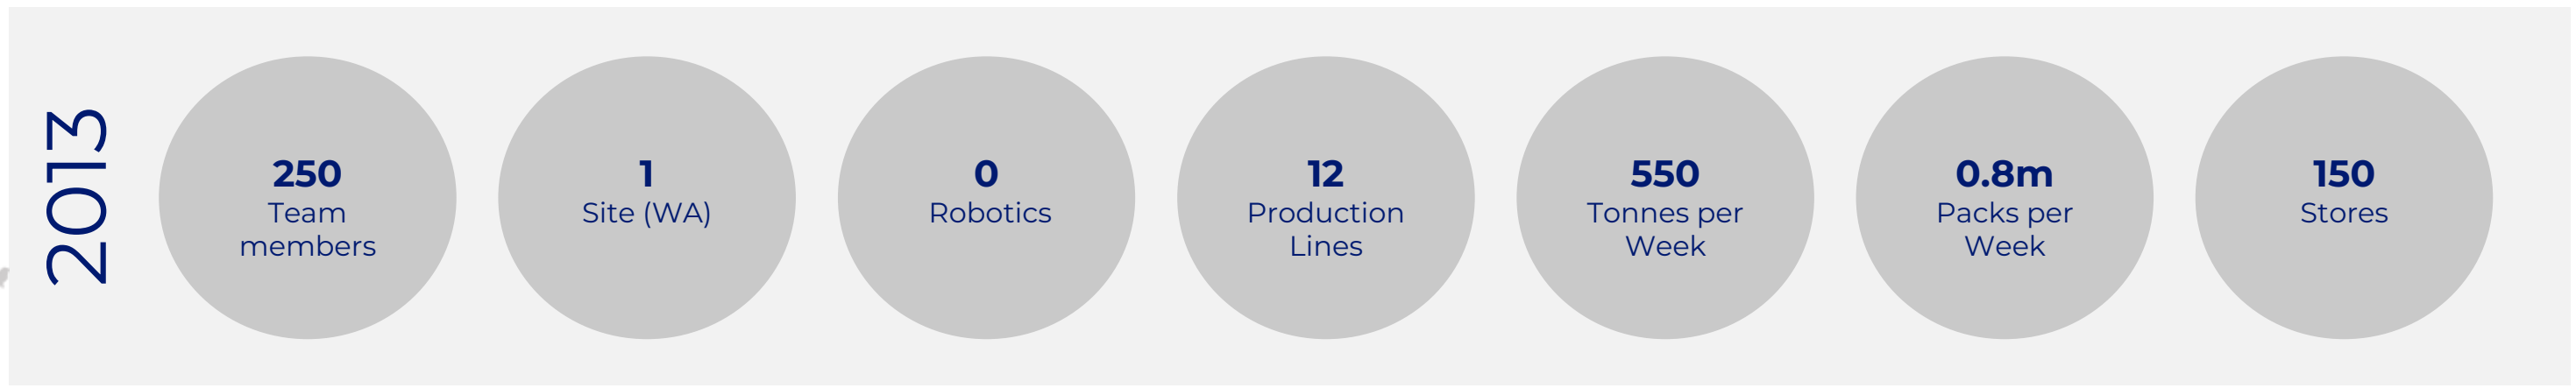 2013
250
Team
members
1
Site (WA)
0
Robotics
12
Production
Lines
550
Tonnes per
Week
0.8m
Packs per
Week
150
Stores